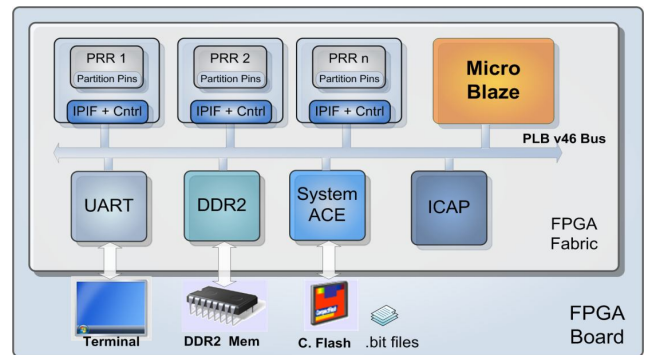 PRR 1
Partition Pins
IPIF + Cntrl
PRR 2
Partition Pins
IPIF + Cntrl
PRR n
Partition Pins
IPIF + Cntrl
Micro
Blaze
PLB v46 Bus
UART
DDR2
System
ACE
ICAP
FPGA
Fabric
Terminal
DDR2 Mem
C. Flash
.bit files
FPGA
Board